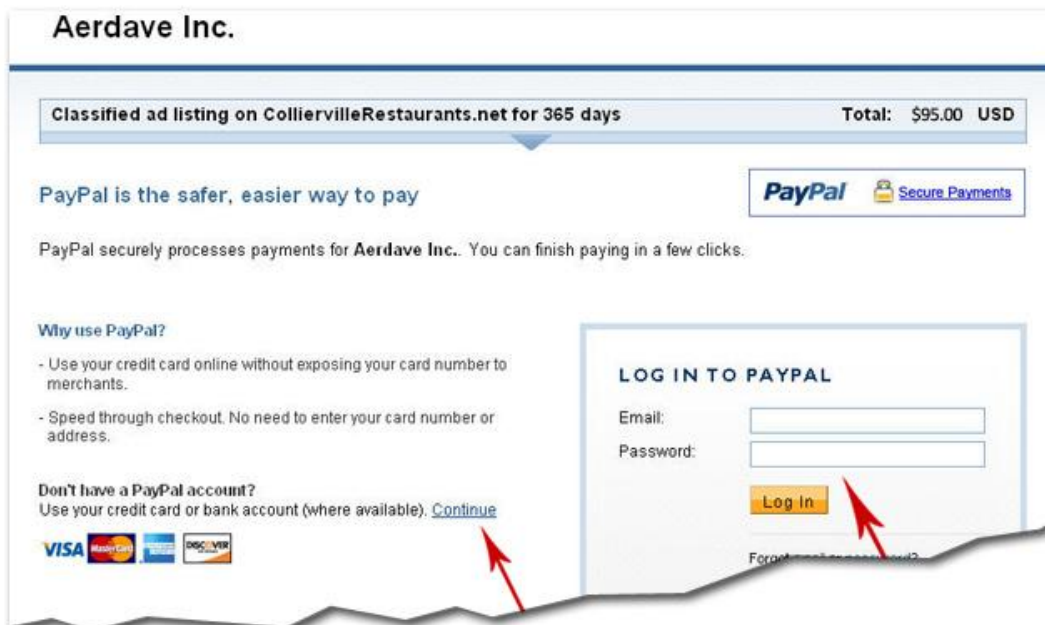 Aerdave Inc.
Classified ad listing on ColliervilleRestaurants.net for 365 days Total: $95.00 USD
PayPal is the safer, easier way to pay
PayPal Secure Payments
PayPal securely processes payments for Aerdave Inc.. You can finish paying in a few clicks.
Why use PayPal?
- Use your credit card online without exposing your card number to
merchants.
- Speed through checkout. No need to enter your card number or
address.
Don't have a PayPal account?
Use your credit card or bank account (where available). Continue
VISA MasterCard DISCOVER
LOG IN TO PAYPAL
Email:
Password:
Log In